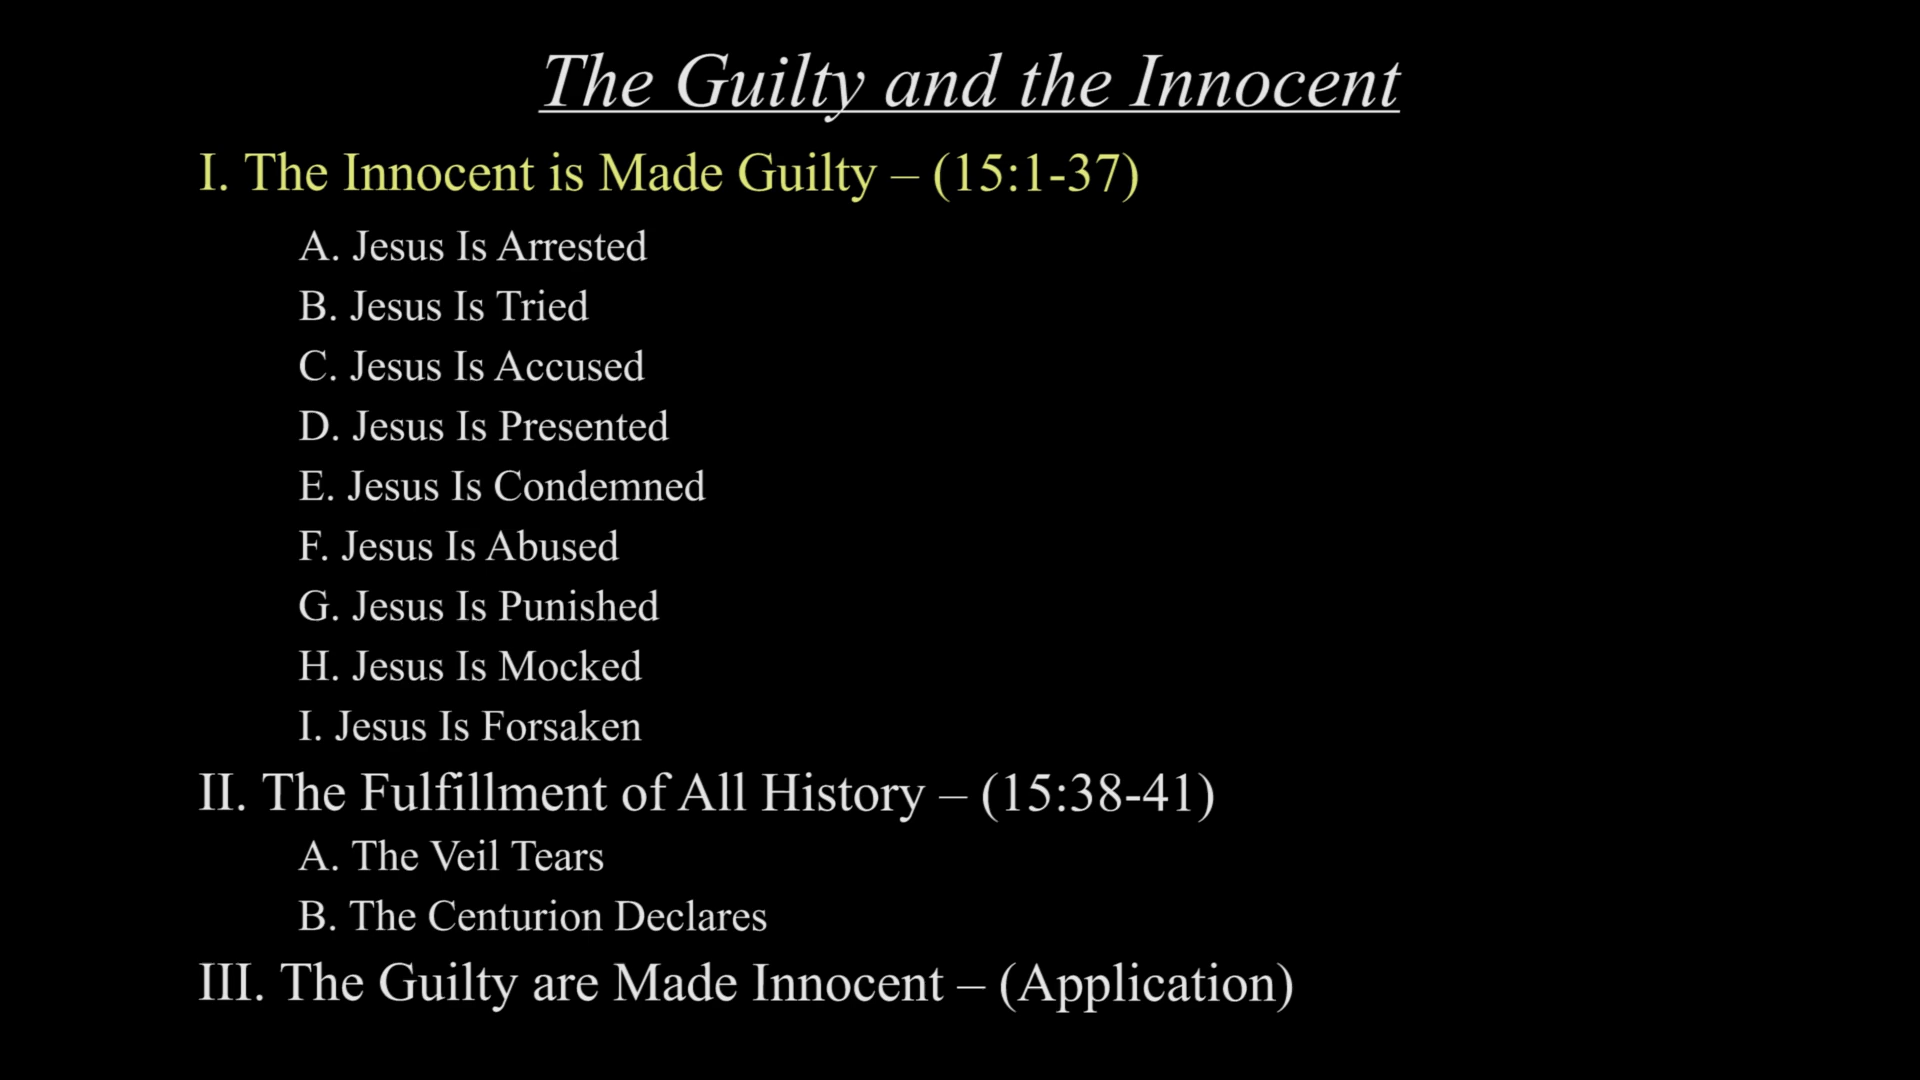 The Guilty and the Innocent
I. The Innocent is Made Guilty – (15:1-37)
A. Jesus Is Arrested
B. Jesus Is Tried
C. Jesus Is Accused
D. Jesus Is Presented
E. Jesus Is Condemned
F. Jesus Is Abused
G. Jesus Is Punished
H. Jesus Is Mocked
I. Jesus Is Forsaken
II. The Fulfillment of All History – (15:38-41)
A. The Veil Tears
B. The Centurion Declares
III. The Guilty are Made Innocent – (Application)